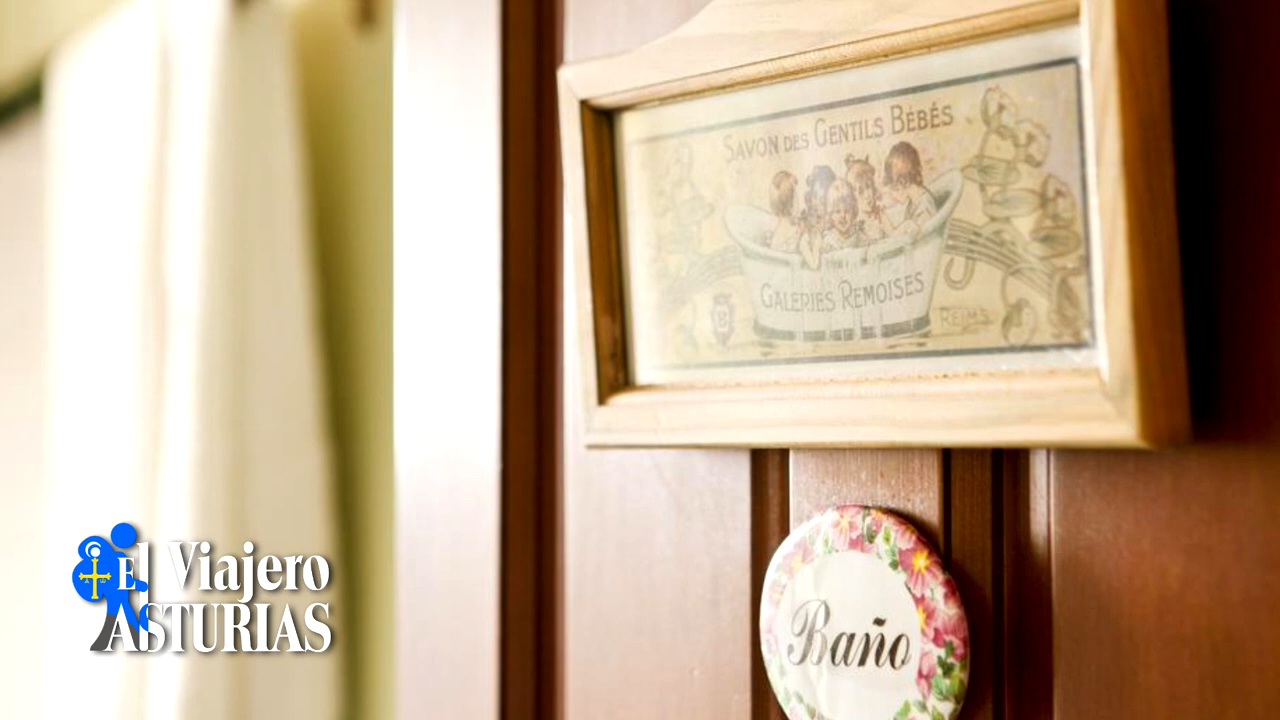 SAVON DES GENTILS BÉBÉS
GALERIES REMOISES
REIMS
Baño
El Viajero
ASTURIAS